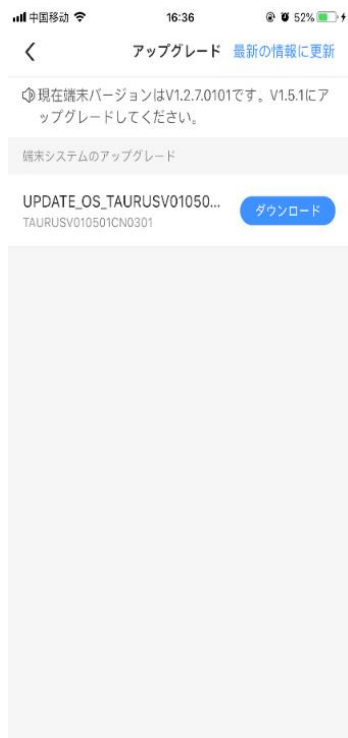 中国移动 16:36 52%
アップグレード 最新の情報に更新
現在端末バージョンはV1.2.7.0101です。V1.5.1にア
ップグレードしてください。
端末システムのアップグレード
UPDATE_OS_TAURUSV01050...
ダウンロード
TAURUSV010501CN0301